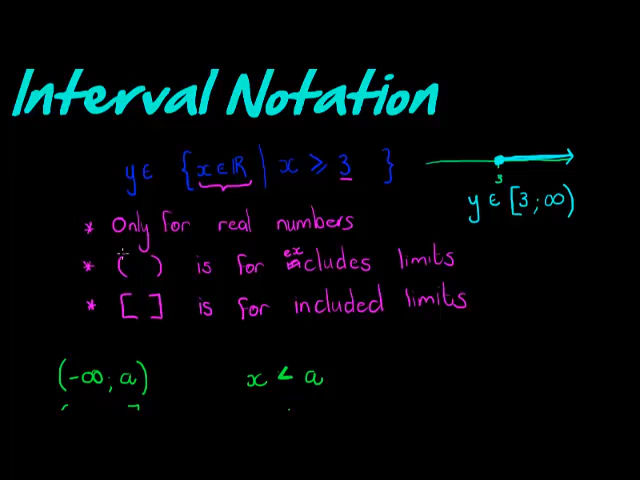 Interval Notation
y ∈ { x ∈ ℝ | x ⩾ 3 }
3
y ∈ [3 ; ∞)
* Only for real numbers
* ( ) is for excludes limits
* [ ] is for included limits
(-∞ ; a) x < a